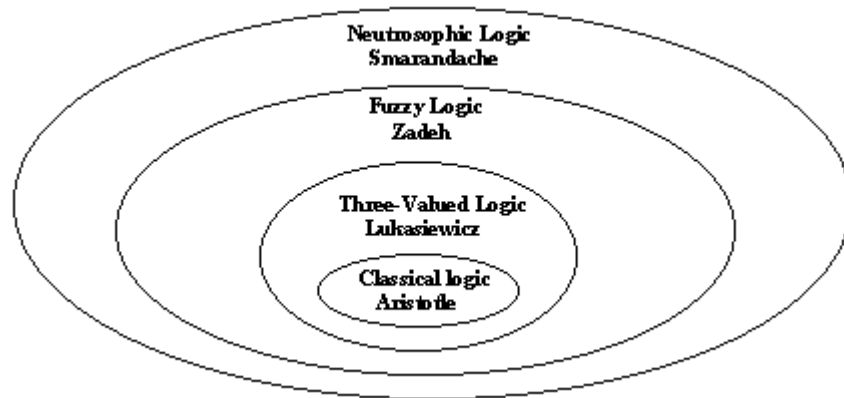 Neutrosophic Logic
Smarandache
Fuzzy Logic
Zadeh
Three-Valued Logic
Lukasiewicz
Classical logic
Aristotle